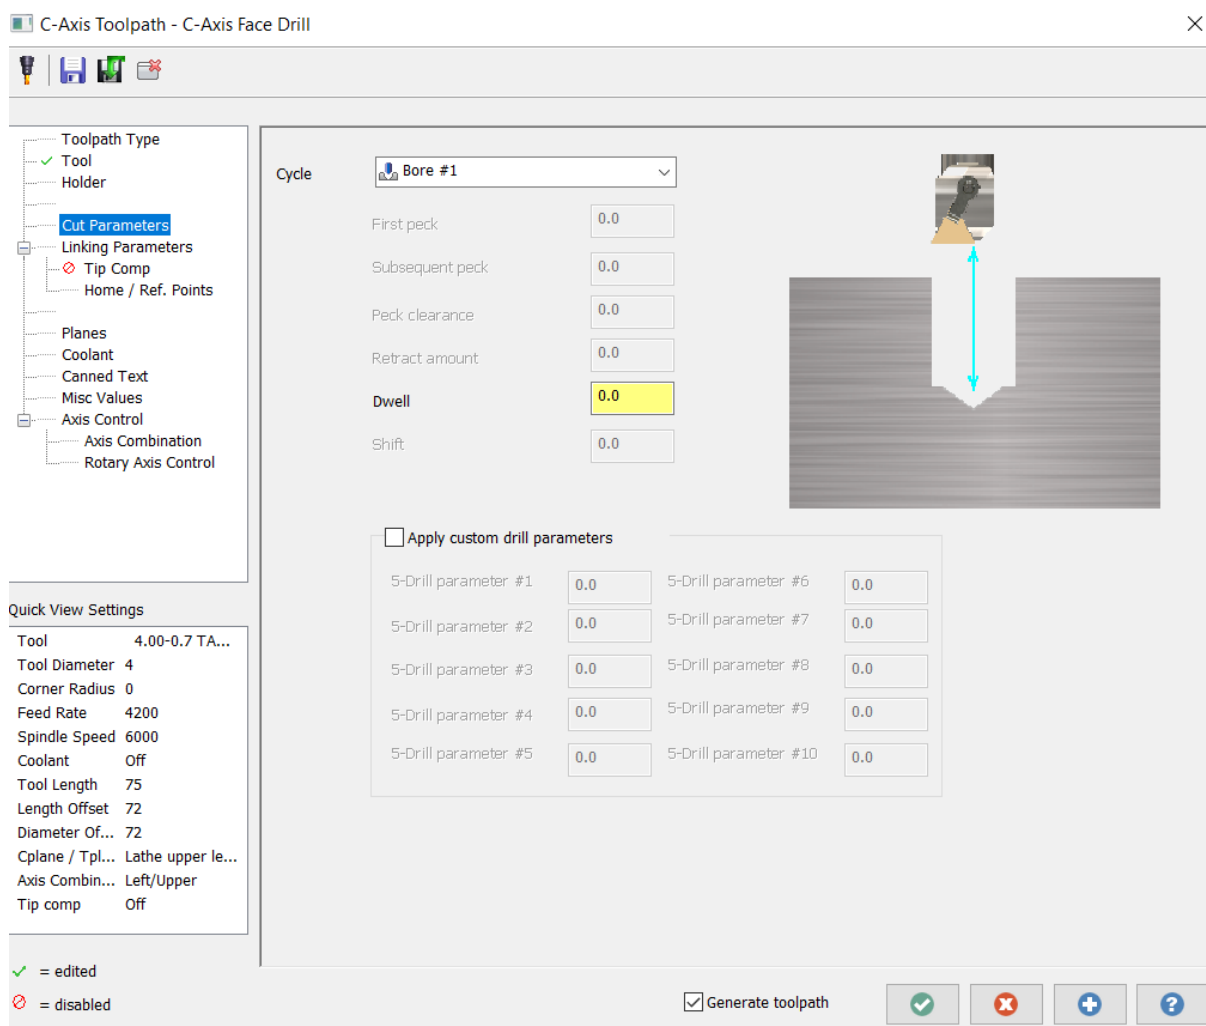 C-Axis Toolpath - C-Axis Face Drill
Toolpath Type
Tool
Holder
Cut Parameters
Linking Parameters
Tip Comp
Home / Ref. Points
Planes
Coolant
Canned Text
Misc Values
Axis Control
Axis Combination
Rotary Axis Control
Quick View Settings
Tool 4.00-0.7 TA...
Tool Diameter 4
Corner Radius 0
Feed Rate 4200
Spindle Speed 6000
Coolant Off
Tool Length 75
Length Offset 72
Diameter Of... 72
Cplane / Tpl... Lathe upper le...
Axis Combin... Left/Upper
Tip comp Off
= edited
= disabled
Cycle Bore #1
First peck 0.0
Subsequent peck 0.0
Peck clearance 0.0
Retract amount 0.0
Dwell 0.0
Shift 0.0
Apply custom drill parameters
5-Drill parameter #1 0.0 5-Drill parameter #6 0.0
5-Drill parameter #2 0.0 5-Drill parameter #7 0.0
5-Drill parameter #3 0.0 5-Drill parameter #8 0.0
5-Drill parameter #4 0.0 5-Drill parameter #9 0.0
5-Drill parameter #5 0.0 5-Drill parameter #10 0.0
Generate toolpath